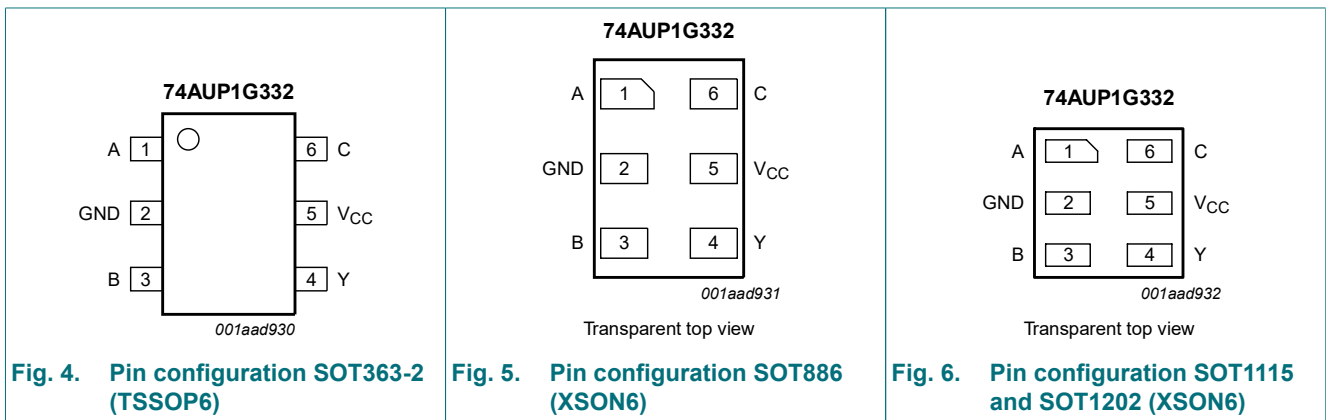 74AUP1G332
A 1 6 C
GND 2 5 VCC
B 3 4 Y
001aad930
Fig. 4. Pin configuration SOT363-2
(TSSOP6)
74AUP1G332
A 1 6 C
GND 2 5 VCC
B 3 4 Y
001aad931
Transparent top view
Fig. 5. Pin configuration SOT886
(XSON6)
74AUP1G332
A 1 6 C
GND 2 5 VCC
B 3 4 Y
001aad932
Transparent top view
Fig. 6. Pin configuration SOT1115
and SOT1202 (XSON6)